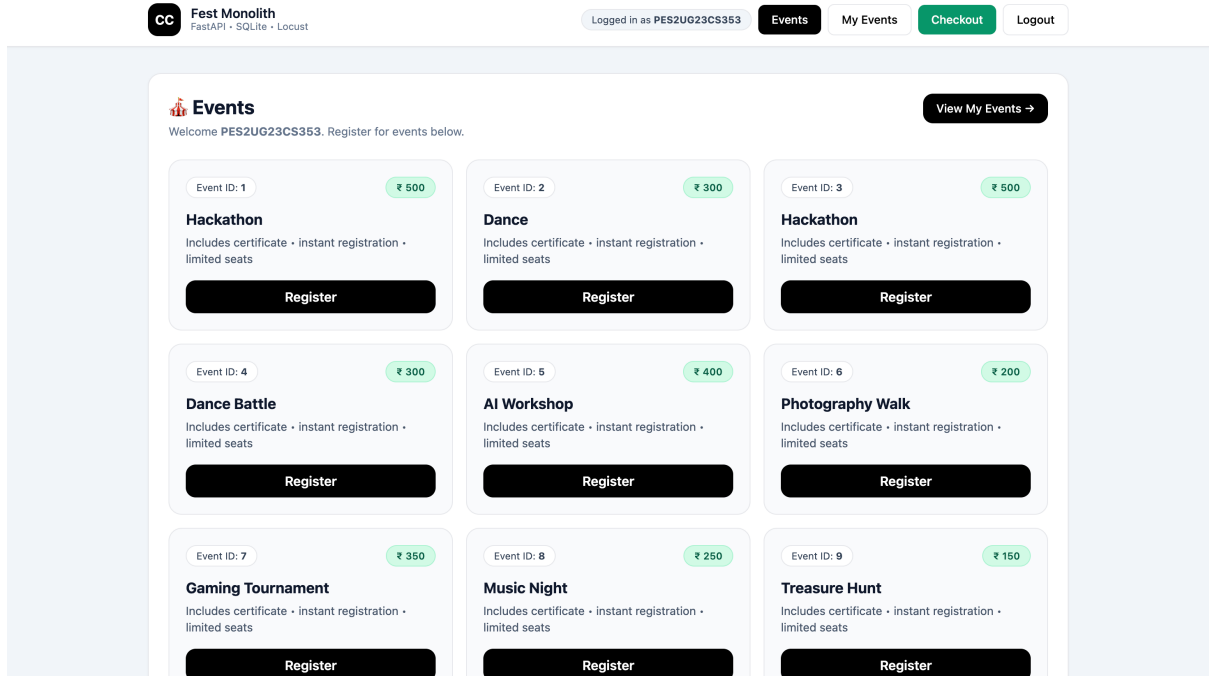 CC
Fest Monolith
FastAPI • SQLite • Locust
Logged in as PES2UG23CS353
Events
My Events
Checkout
Logout
🎪 Events
View My Events →
Welcome PES2UG23CS353. Register for events below.
Event ID: 1
₹ 500
Hackathon
Includes certificate • instant registration •
limited seats
Register
Event ID: 2
₹ 300
Dance
Includes certificate • instant registration •
limited seats
Register
Event ID: 3
₹ 500
Hackathon
Includes certificate • instant registration •
limited seats
Register
Event ID: 4
₹ 300
Dance Battle
Includes certificate • instant registration •
limited seats
Register
Event ID: 5
₹ 400
AI Workshop
Includes certificate • instant registration •
limited seats
Register
Event ID: 6
₹ 200
Photography Walk
Includes certificate • instant registration •
limited seats
Register
Event ID: 7
₹ 350
Gaming Tournament
Includes certificate • instant registration •
limited seats
Register
Event ID: 8
₹ 250
Music Night
Includes certificate • instant registration •
limited seats
Register
Event ID: 9
₹ 150
Treasure Hunt
Includes certificate • instant registration •
limited seats
Register